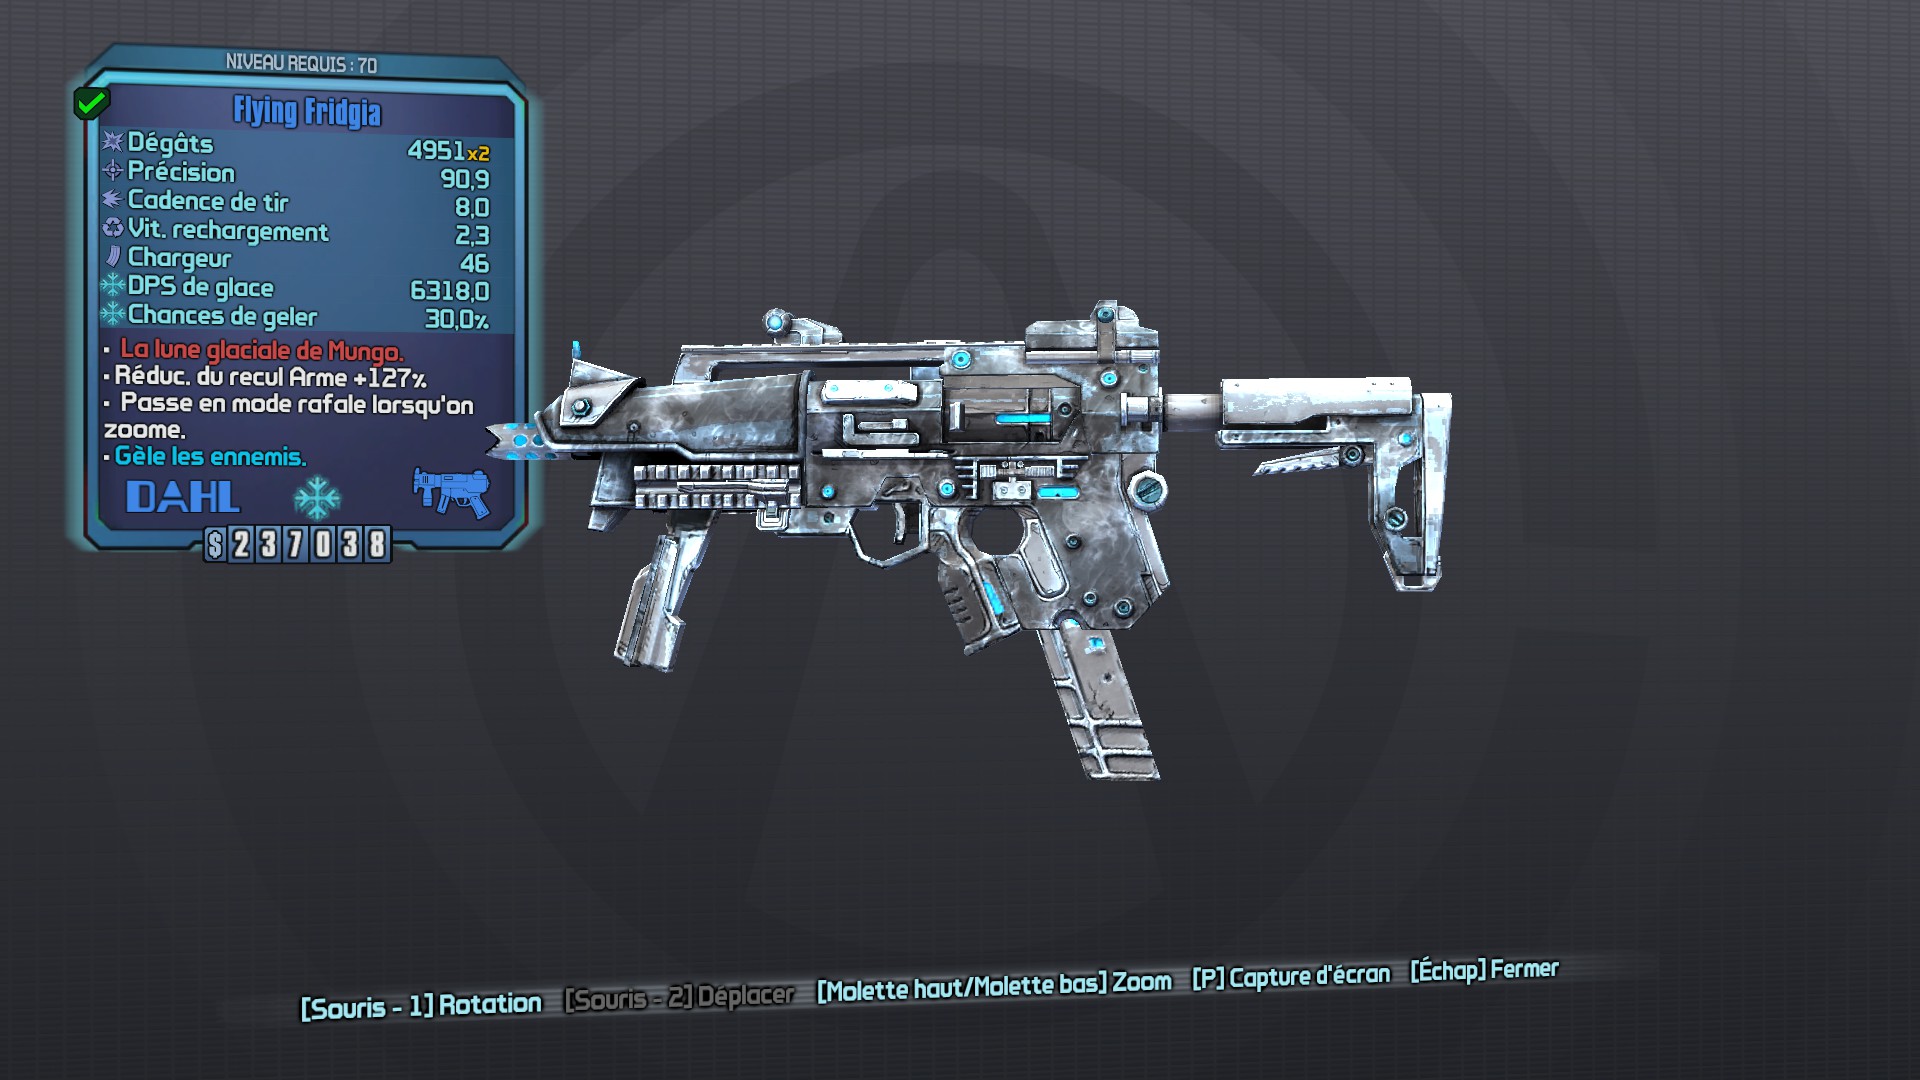 NIVEAU REQUIS : 70
Flying Fridgia
Dégâts 4951x2
Précision 90,9
Cadence de tir 8,0
Vit. rechargement 2,3
Chargeur 46
DPS de glace 6318,0
Chances de geler 30,0%
· La lune glaciale de Mungo.
· Réduc. du recul Arme +127%
· Passe en mode rafale lorsqu'on
zoome.
· Gèle les ennemis.
DAHL
$ 237038
[Souris - 1] Rotation [Souris - 2] Déplacer [Molette haut/Molette bas] Zoom [P] Capture d'écran [Échap] Fermer